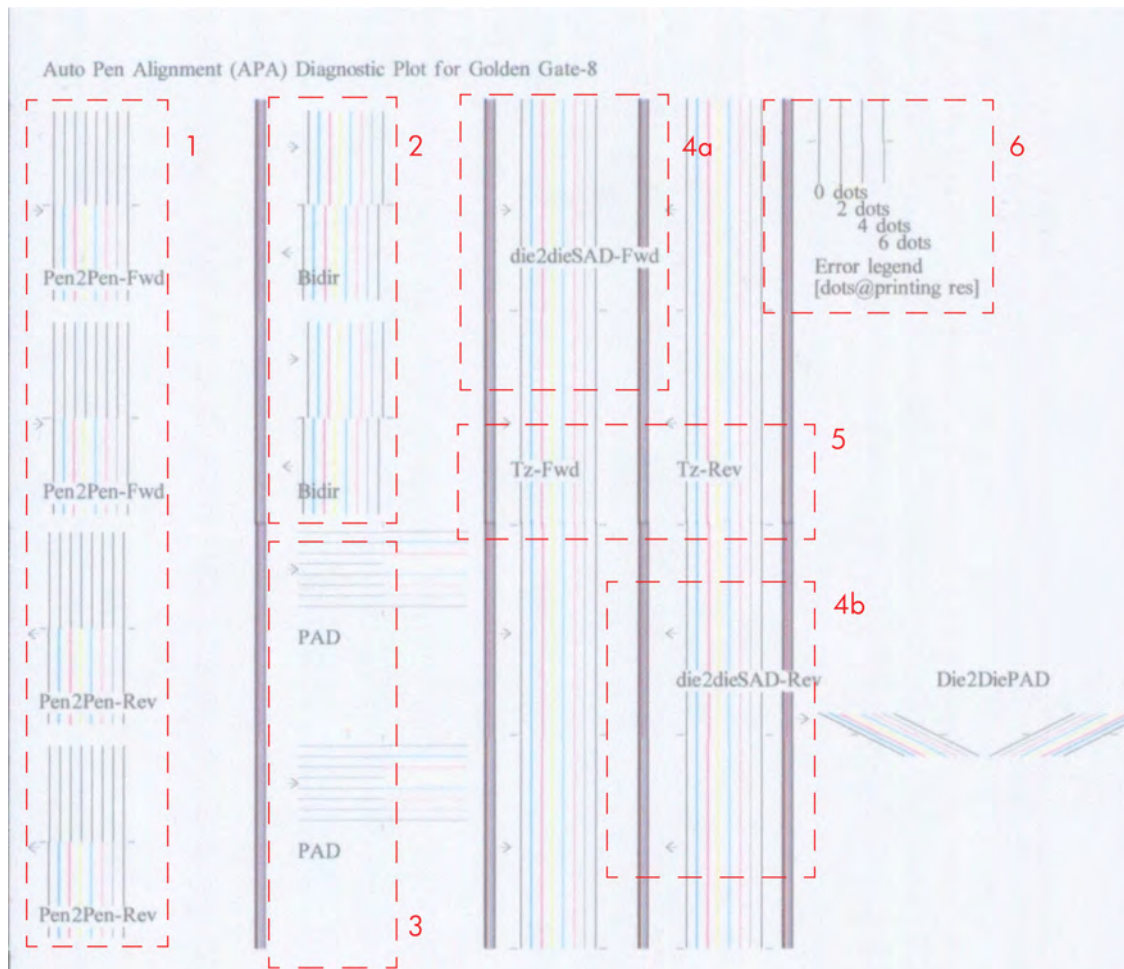 Auto Pen Alignment (APA) Diagnostic Plot for Golden Gate-8
1
Pen2Pen-Fwd
Pen2Pen-Fwd
Pen2Pen-Rev
Pen2Pen-Rev
2
Bidir
Bidir
PAD
PAD
3
4a
die2dieSAD-Fwd
5
Tz-Fwd
Tz-Rev
4b
die2dieSAD-Rev
6
0 dots
2 dots
4 dots
6 dots
Error legend
[dots@printing res]
Die2DiePAD